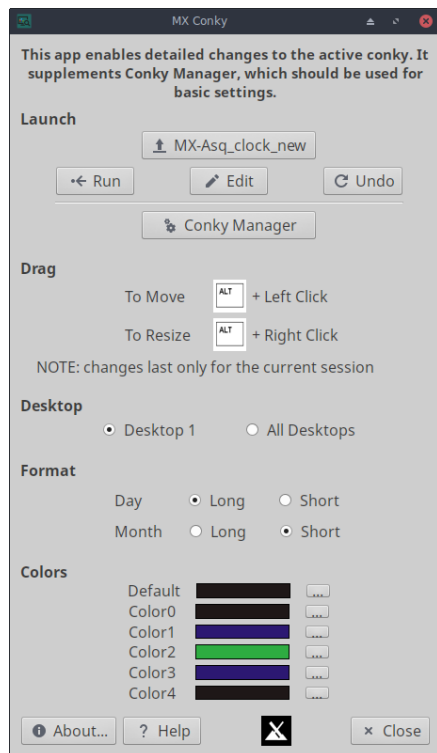 MX Conky
This app enables detailed changes to the active conky. It
supplements Conky Manager, which should be used for
basic settings.
Launch
MX-Asq_clock_new
Run Edit Undo
Conky Manager
Drag
To Move ALT + Left Click
To Resize ALT + Right Click
NOTE: changes last only for the current session
Desktop
Desktop 1 All Desktops
Format
Day Long Short
Month Long Short
Colors
Default ...
Color0 ...
Color1 ...
Color2 ...
Color3 ...
Color4 ...
About... ? Help × Close